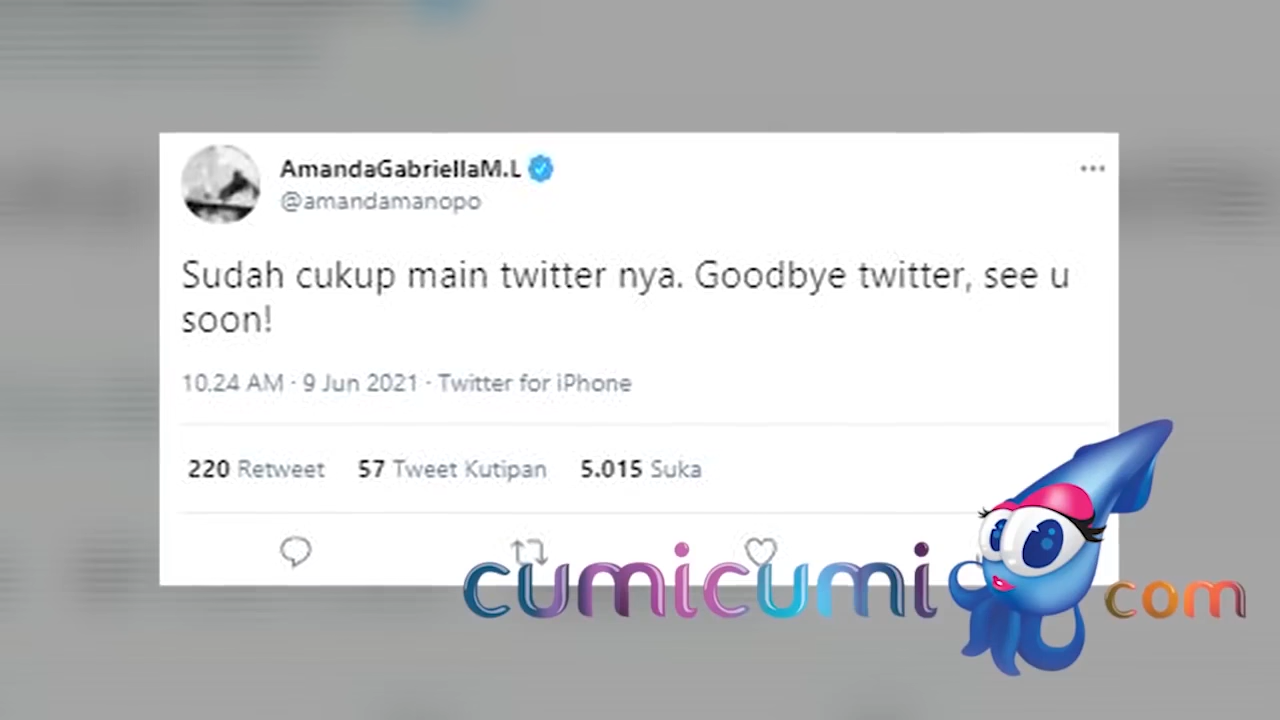 AmandaGabriellaM.L
@amandamanopo
Sudah cukup main twitter nya. Goodbye twitter, see u
soon!
10.24 AM · 9 Jun 2021 · Twitter for iPhone
220 Retweet 57 Tweet Kutipan 5.015 Suka
cumicumi com